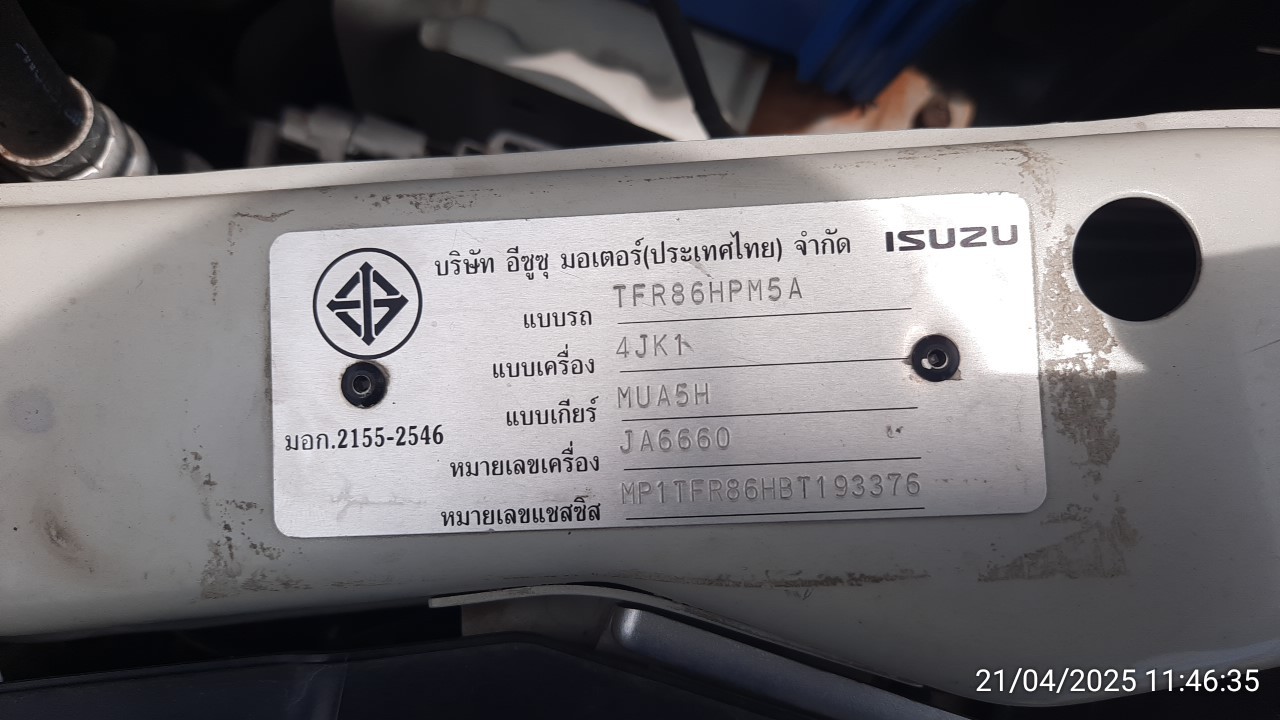 บริษัท อีซูซุ มอเตอร์(ประเทศไทย) จำกัด ISUZU
แบบรถ TFR86HPM5A
แบบเครื่อง 4JK1
แบบเกียร์ MUA5H
มอก.2155-2546
หมายเลขเครื่อง JA6660
หมายเลขแชสซิส MP1TFR86HBT193376
21/04/2025 11:46:35